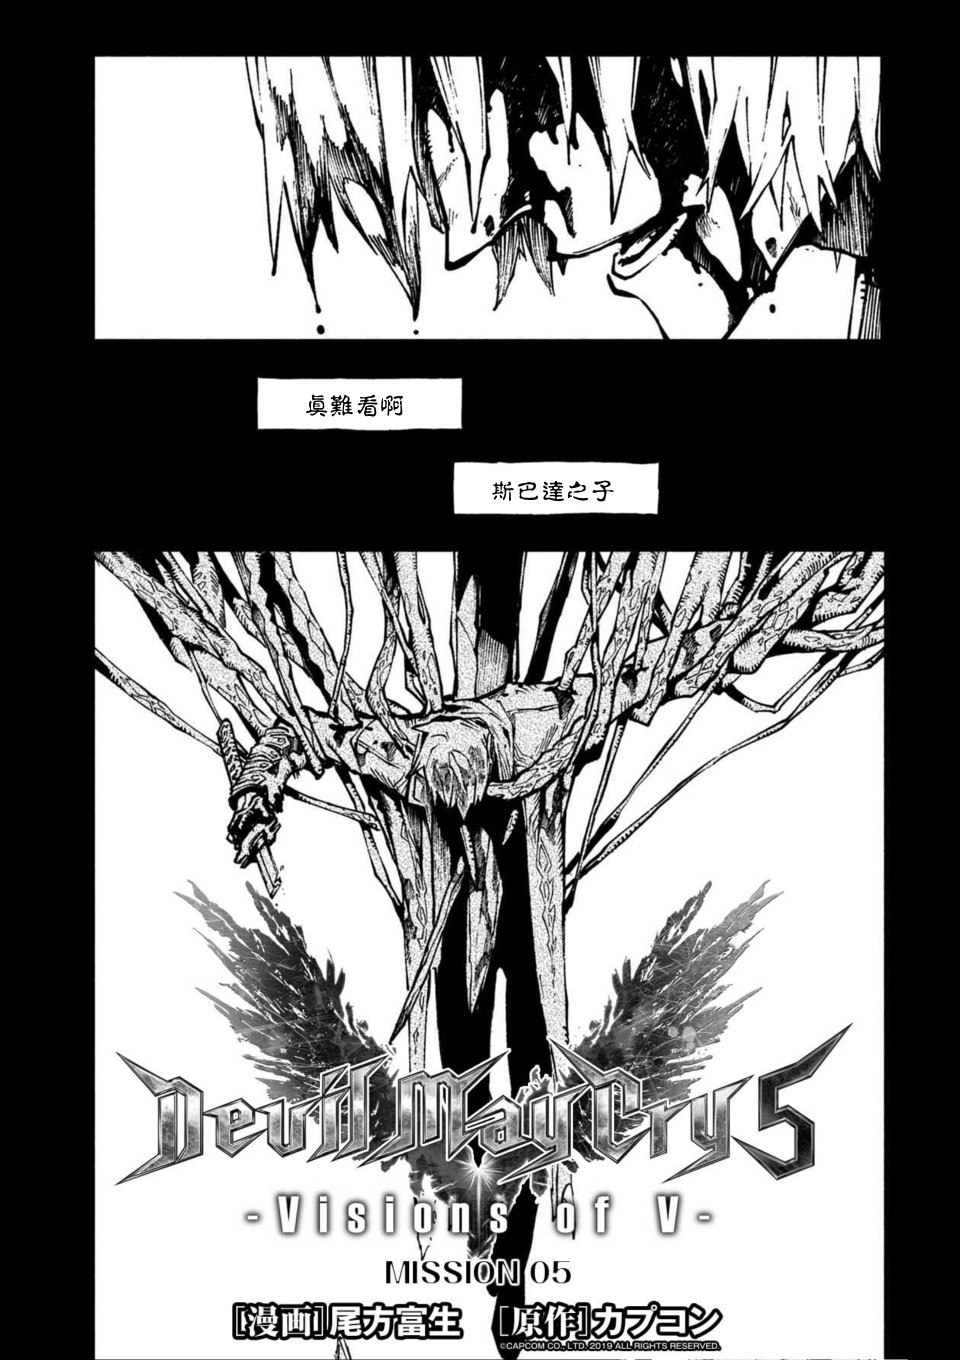 眞難看啊
斯巴達之子
Devil May Cry 5
-Visions of V-
MISSION 05
［漫画］尾方富生　［原作］カプコン
©CAPCOM CO., LTD. 2019 ALL RIGHTS RESERVED.